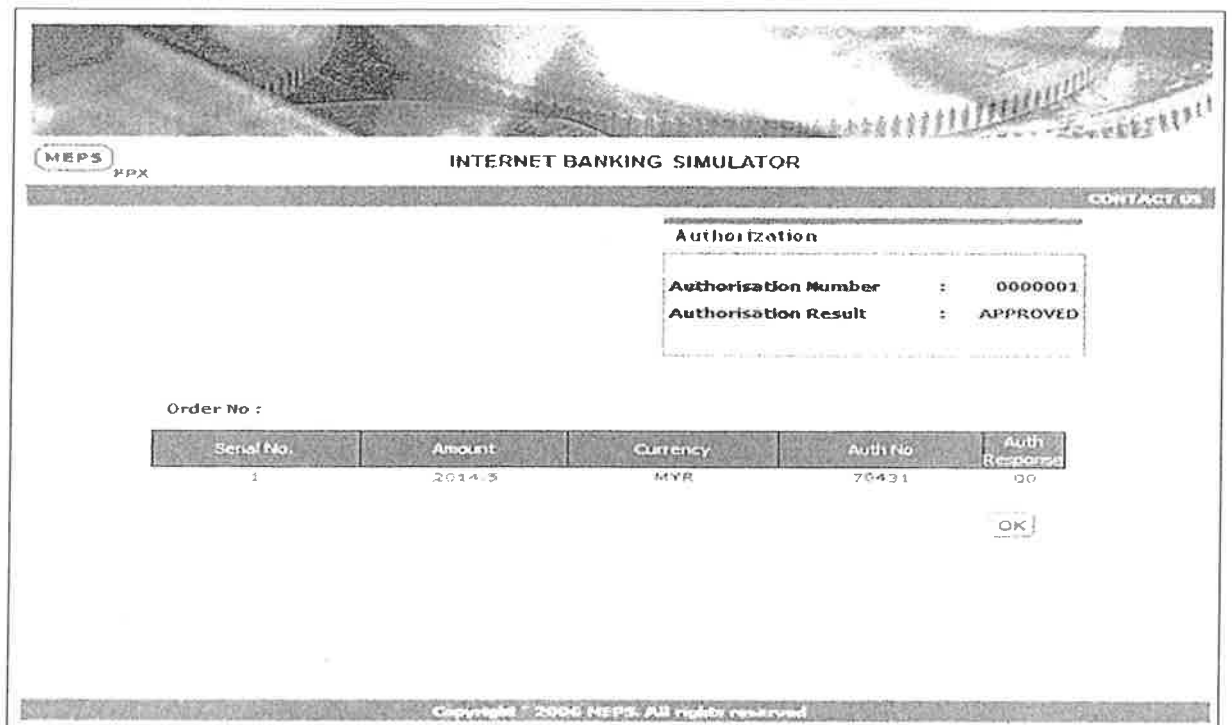 MEPS
FPX
INTERNET BANKING SIMULATOR
CONTACT US
Authorization
Authorisation Number : 0000001
Authorisation Result : APPROVED
Order No :
Serial No. Amount Currency Auth No Auth Response
1 2014.5 MYR 70431 00
OK
Copyright © 2006 MEPS. All rights reserved